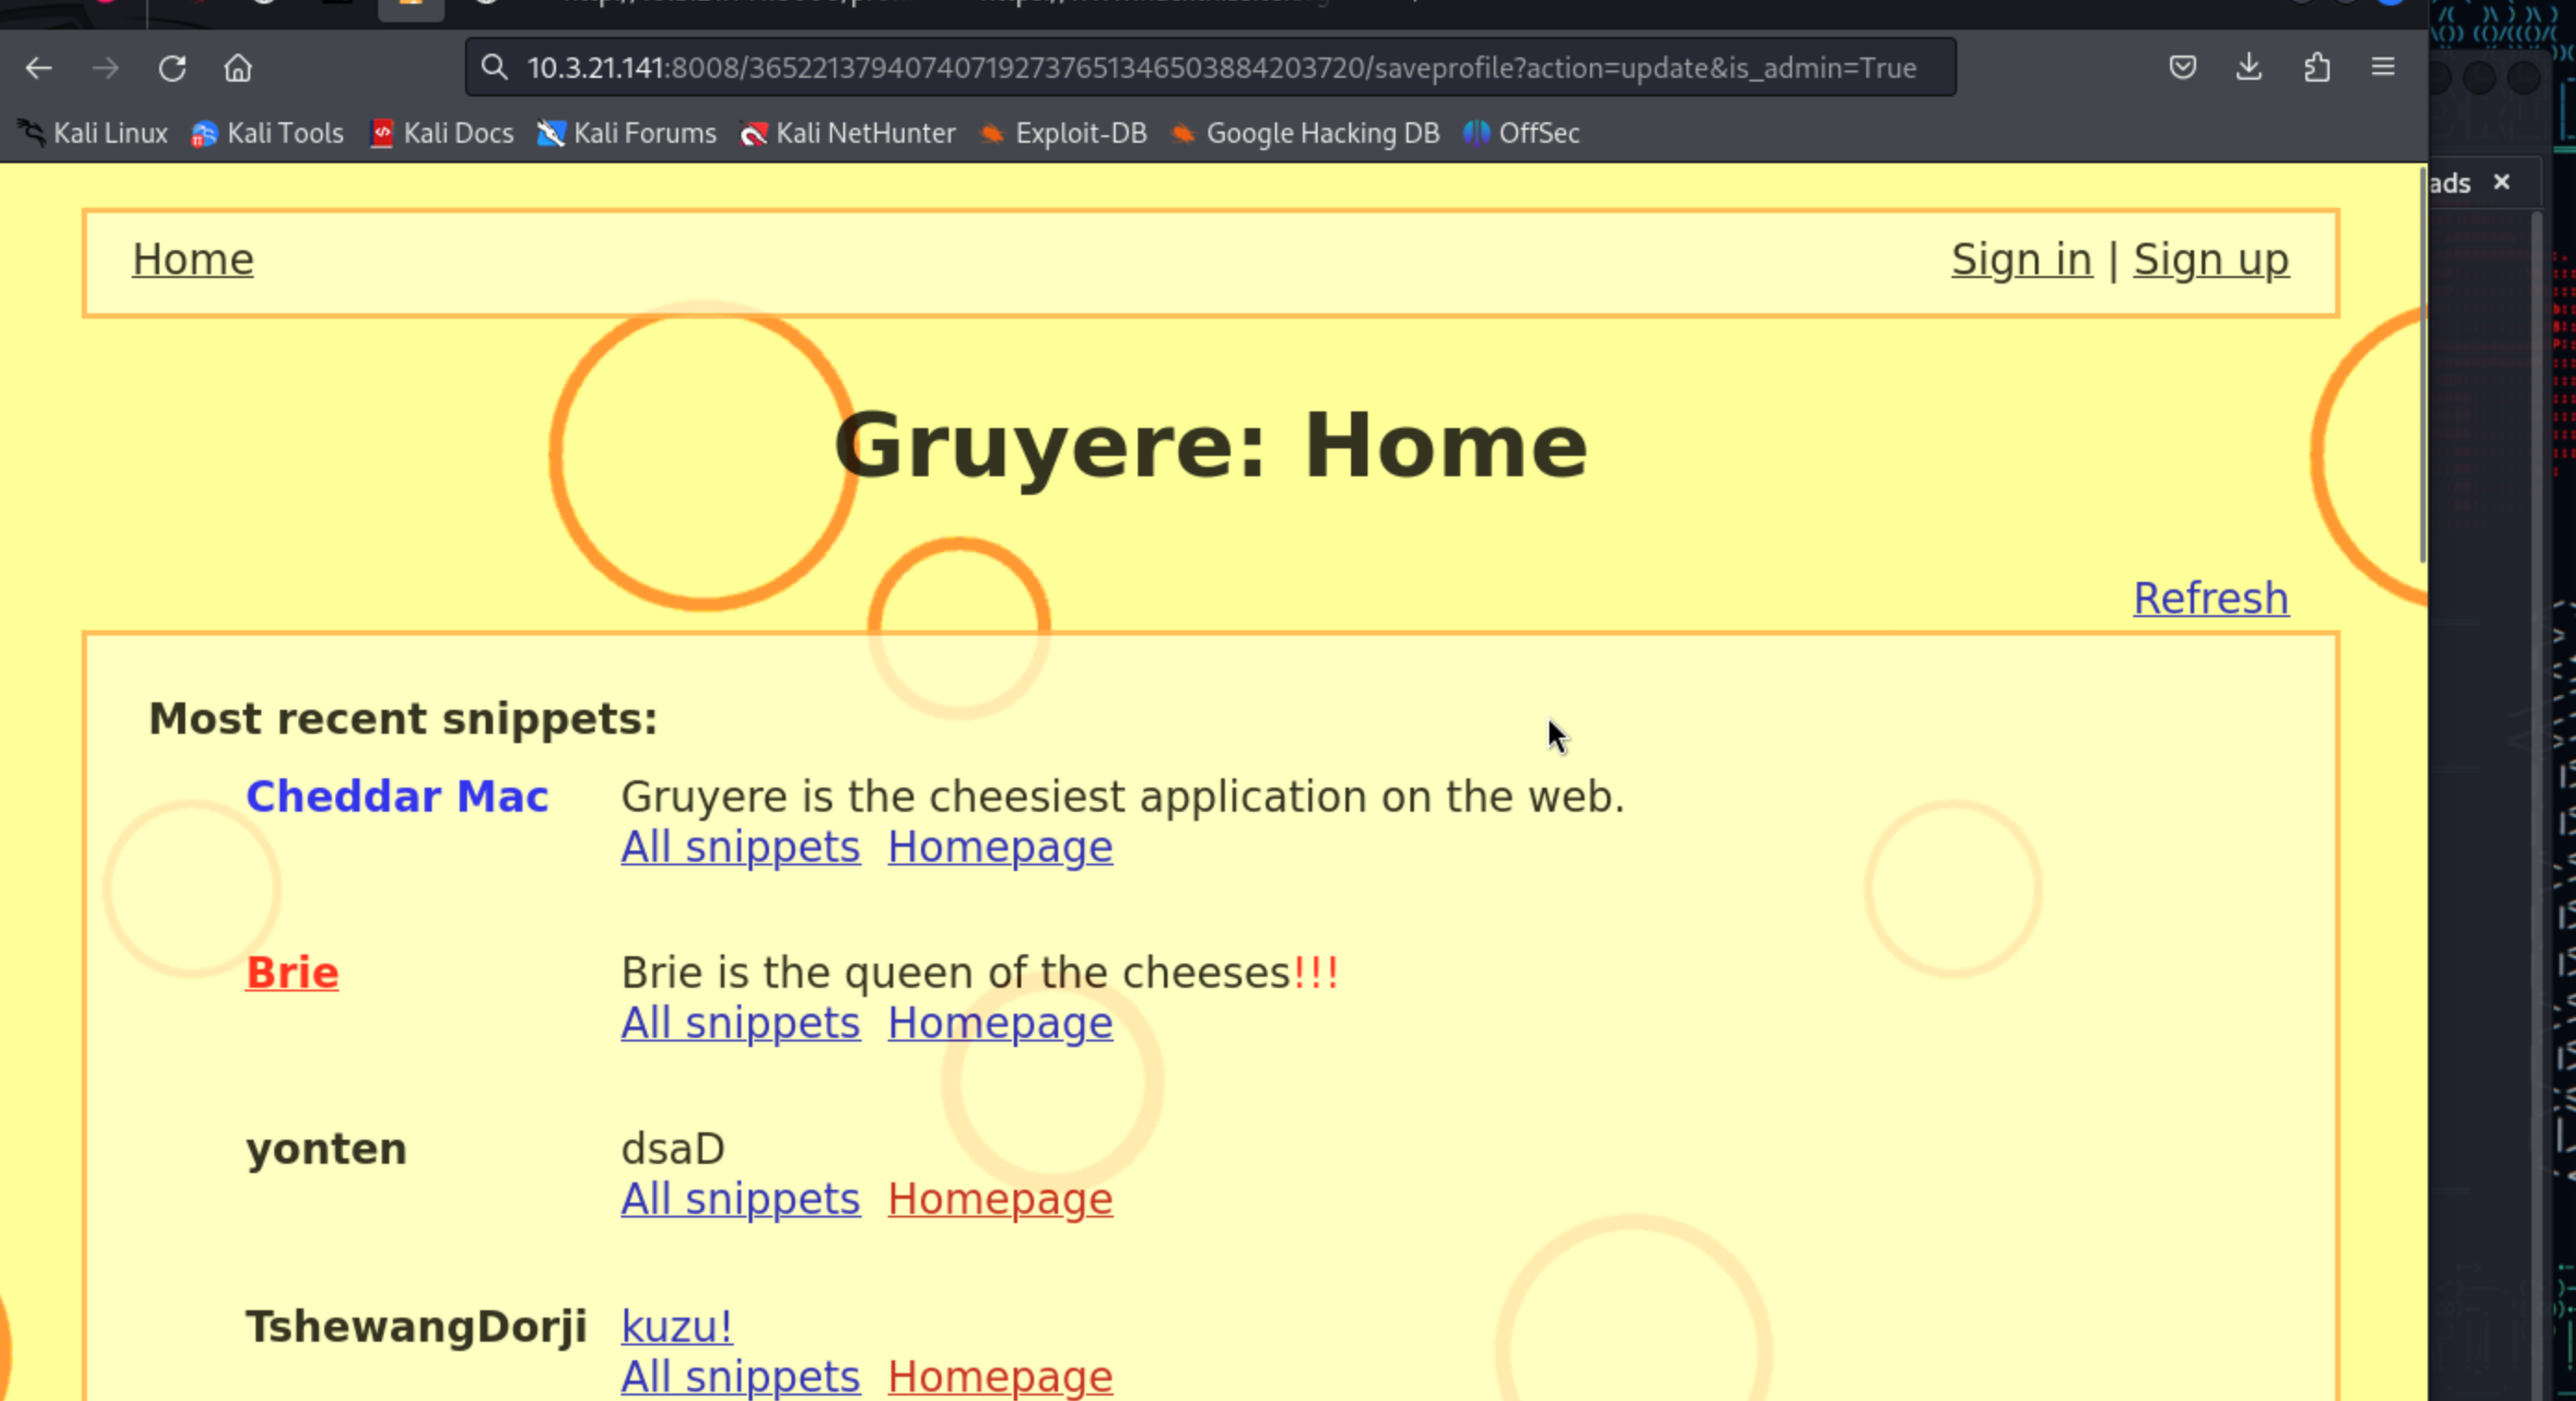 10.3.21.141:8008/365221379407407192737651346503884203720/saveprofile?action=update&is_admin=True
Kali Linux Kali Tools Kali Docs Kali Forums Kali NetHunter Exploit-DB Google Hacking DB OffSec
ads
Home Sign in | Sign up
Gruyere: Home
Refresh
Most recent snippets:
Cheddar Mac Gruyere is the cheesiest application on the web.
All snippets Homepage
Brie Brie is the queen of the cheeses!!!
All snippets Homepage
yonten dsaD
All snippets Homepage
TshewangDorji kuzu!
All snippets Homepage